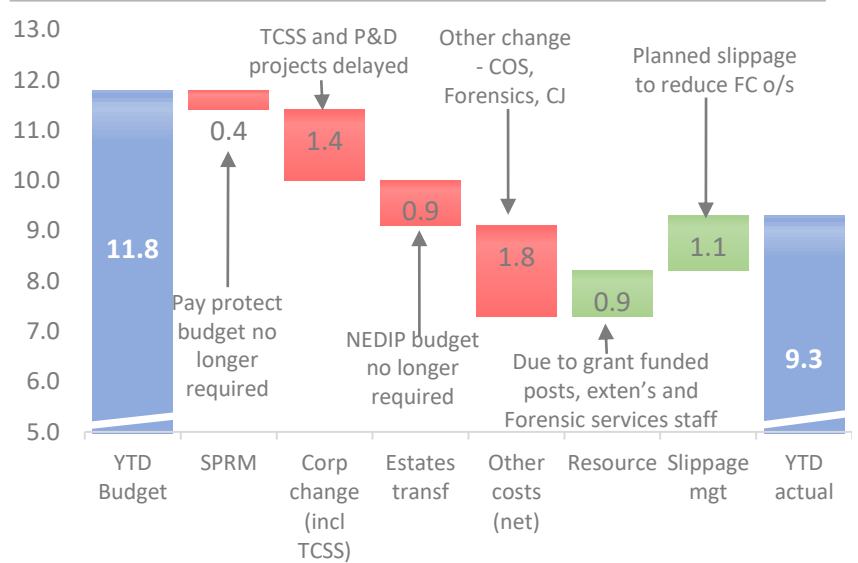 13.0
12.0
11.0
10.0
9.0
8.0
7.0
6.0
5.0
TCSS and P&D
projects delayed
Other change
- COS,
Forensics, CJ
Planned slippage
to reduce FC o/s
11.8
0.4
1.4
0.9
1.8
0.9
1.1
9.3
Pay protect
budget no
longer
required
NEDIP budget
no longer
required
Due to grant funded
posts, exten's and
Forensic services staff
YTD
Budget
SPRM
Corp
change
(incl
TCSS)
Estates
transf
Other
costs
(net)
Resource
Slippage
mgt
YTD
actual